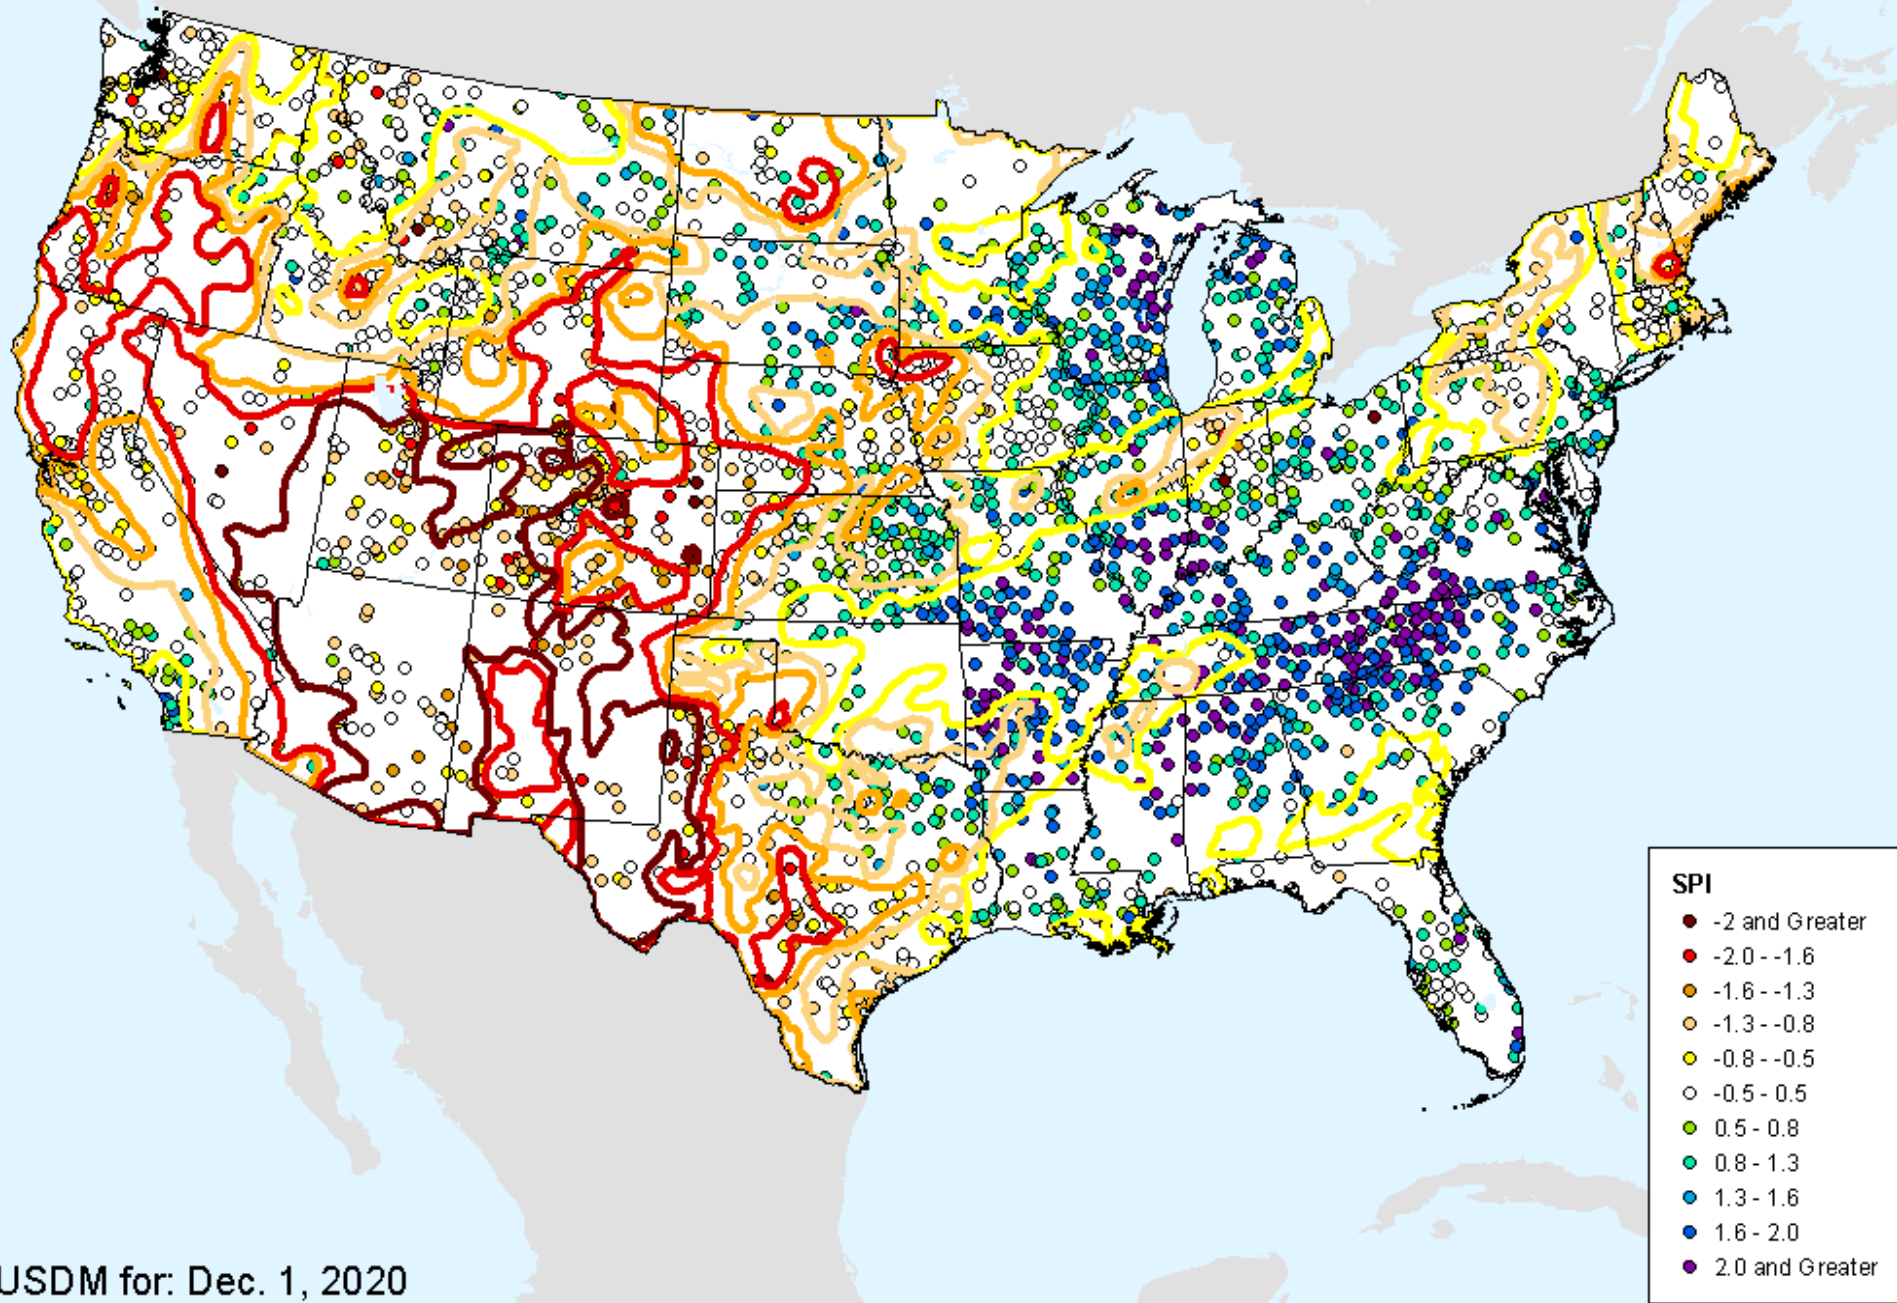 SPI
-2 and Greater
-2.0 - -1.6
-1.6 - -1.3
-1.3 - -0.8
-0.8 - -0.5
-0.5 - 0.5
0.5 - 0.8
0.8 - 1.3
1.3 - 1.6
1.6 - 2.0
2.0 and Greater
USDM for: Dec. 1, 2020